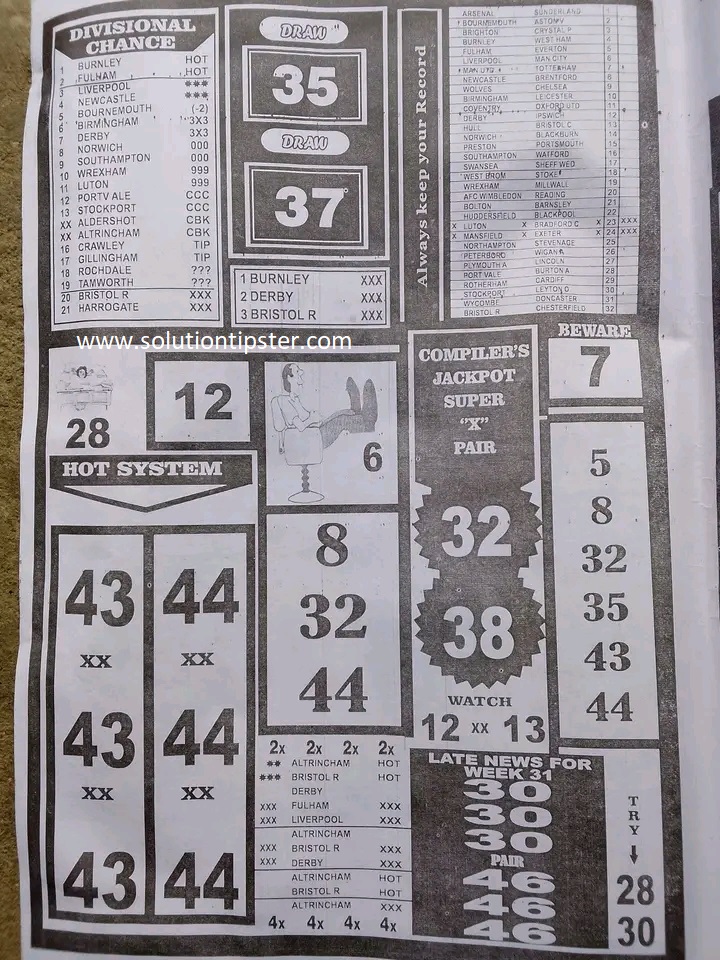 DIVISIONAL
CHANCE
1 BURNLEY HOT
2 FULHAM HOT
3 LIVERPOOL ***
4 NEWCASTLE ***
5 BOURNEMOUTH (-2)
6 BIRMINGHAM 3X3
7 DERBY 3X3
8 NORWICH 000
9 SOUTHAMPTON 000
10 WREXHAM 999
11 LUTON 999
12 PORTVALE CCC
13 STOCKPORT CCC
XX ALDERSHOT CBK
XX ALTRINCHAM CBK
16 CRAWLEY TIP
17 GILLINGHAM TIP
18 ROCHDALE ???
19 TAMWORTH ???
20 BRISTOL R XXX
21 HARROGATE XXX
DRAW
35
DRAW
37
1 BURNLEY XXX
2 DERBY XXX
3 BRISTOL R XXX
Always keep your Record
ARSENAL SUNDERLAND 1
BOURNMOUTH ASTON V 2
BRIGHTON CRYSTAL P 3
BURNLEY WEST HAM 4
FULHAM EVERTON 5
LIVERPOOL MAN CITY 6
MAN UTD TOTTENHAM 7
NEWCASTLE BRENTFORD 8
WOLVES CHELSEA 9
BIRMINGHAM LEICESTER 10
COVENTRY OXFORD UTD 11
DERBY IPSWICH 12
HULL BRISTOL C 13
NORWICH BLACKBURN 14
PRESTON PORTSMOUTH 15
SOUTHAMPTON WATFORD 16
SWANSEA SHEFF WED 17
WEST BROM STOKE 18
WREXHAM MILLWALL 19
AFC WIMBLEDON READING 20
BOLTON BARNSLEY 21
HUDDERSFIELD BLACKPOOL 22
X LUTON X BRADFORD C X 23 XXX
X MANSFIELD X EXETER X 24 XXX
NORTHAMPTON STEVENAGE 25
PETERBORO WIGAN 26
PLYMOUTH A LINCOLN 27
PORT VALE BURTON A 28
ROTHERHAM CARDIFF 29
STOCKPORT LEYTON O 30
WYCOMBE DONCASTER 31
BRISTOL R CHESTERFIELD 32
www.solutiontipster.com
28
12
6
HOT SYSTEM
43 44
xx xx
43 44
xx xx
43 44
8
32
44
COMPILER'S
JACKPOT
SUPER
"X"
PAIR
32
38
WATCH
12 xx 13
BEWARE
7
5
8
32
35
43
44
2x 2x 2x 2x
** ALTRINCHAM HOT
*** BRISTOL R HOT
DERBY
XXX FULHAM XXX
XXX LIVERPOOL XXX
ALTRINCHAM
XXX BRISTOL R XXX
XXX DERBY XXX
ALTRINCHAM HOT
BRISTOL R HOT
ALTRINCHAM XXX
4x 4x 4x 4x
LATE NEWS FOR
WEEK 31
30
30
30
PAIR
46
46
46
TRY
28
30